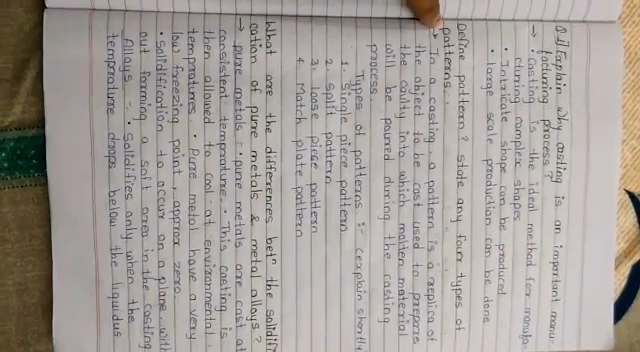 Q.1] Explain why casting is an important manu-
facturing process?
→ • casting is the ideal method for manufac
cturing complex shapes
• Intricate shape can be produced
• large scale production can be done
Define pattern? state any four types of
patterns.
→ In a casting, a pattern is a replica of
the object to be cast used to prepare
the cavity into which molten material
will be poured during the casting
process.
Types of patterns :- (explain shortly
1. Single piece pattern
2. Split pattern
3. loose piese pattern
4. Match plate pattern
What are the differences betn the solidifi
cation of pure metals & metal alloys?
→ pure metals :- pure metals are cast at
consistent temprature • This casting is
then allowed to cool at environmental
tempratures • Pure metal have a very
low freezing point, approx zero.
• Solidification to occur on a plane with
out forming a solt area in the casting
Alloys - • Solidifies only when the
temprature drops below the liquidus